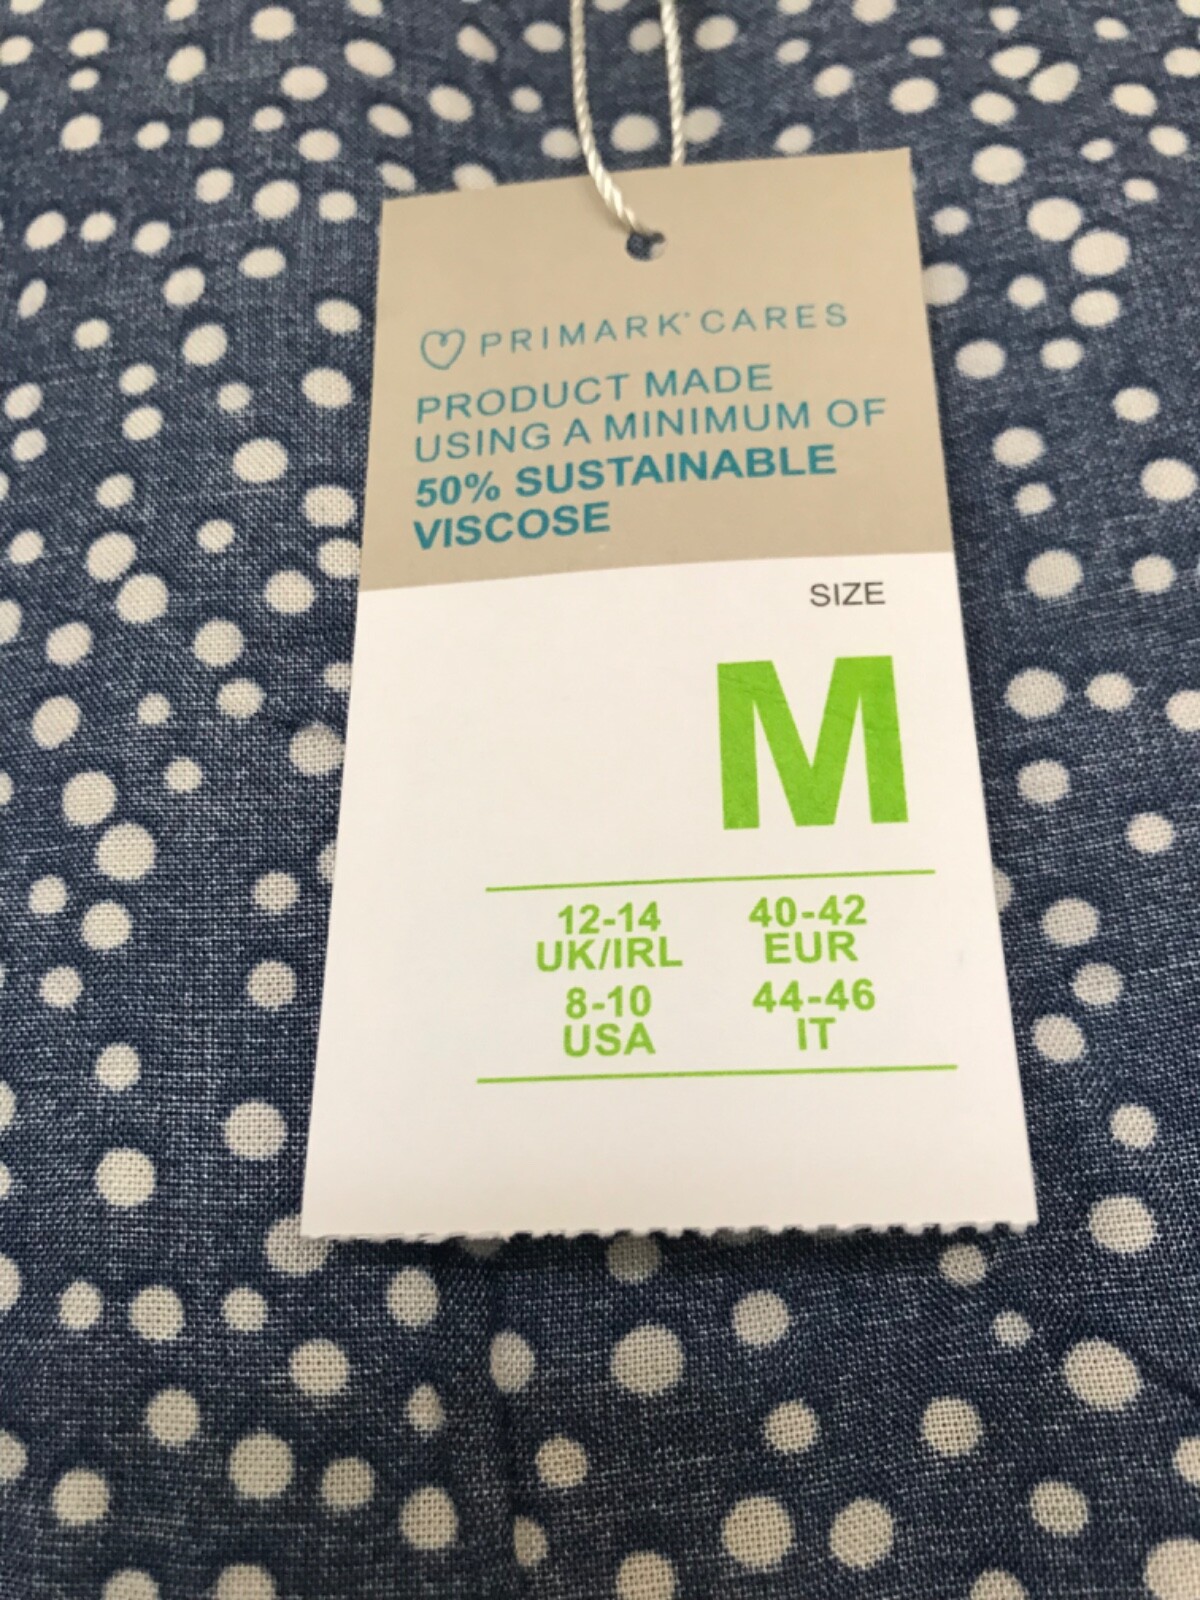 PRIMARK® CARES
PRODUCT MADE
USING A MINIMUM OF
50% SUSTAINABLE
VISCOSE
SIZE
M
12-14
UK/IRL
40-42
EUR
8-10
USA
44-46
IT